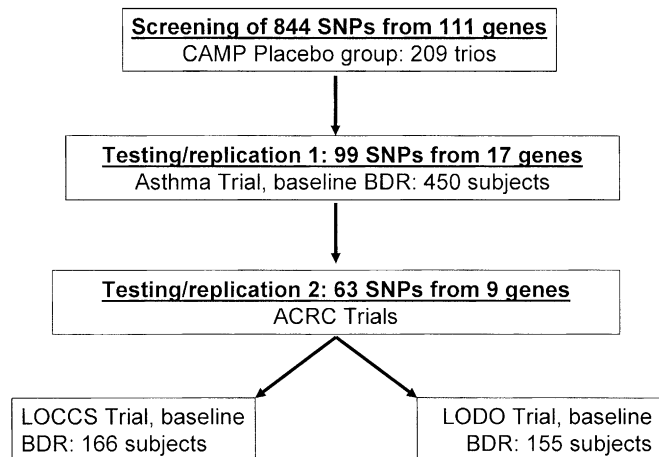 Screening of 844 SNPs from 111 genes
CAMP Placebo group: 209 trios
Testing/replication 1: 99 SNPs from 17 genes
Asthma Trial, baseline BDR: 450 subjects
Testing/replication 2: 63 SNPs from 9 genes
ACRC Trials
LOCCS Trial, baseline
BDR: 166 subjects
LODO Trial, baseline
BDR: 155 subjects